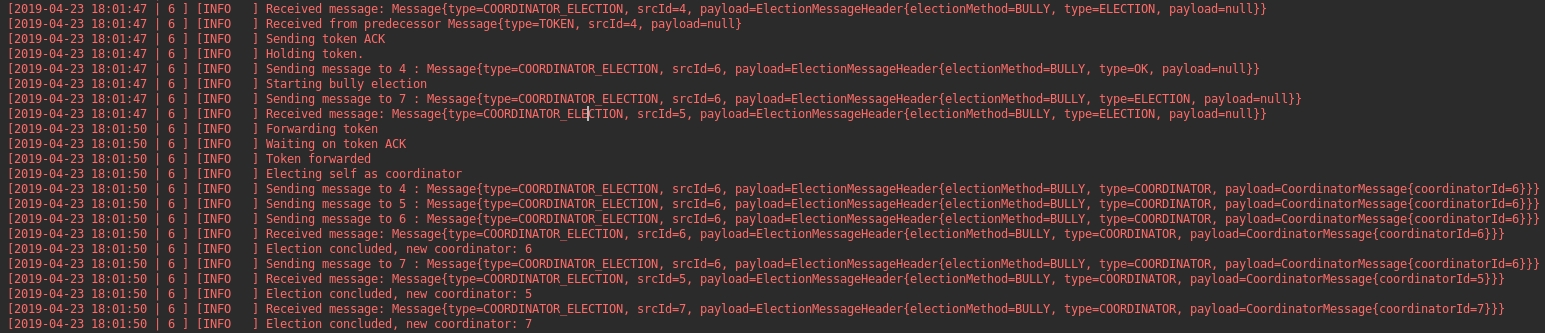 [2019-04-23 18:01:47 | 6 ] [INFO   ] Received message: Message{type=COORDINATOR_ELECTION, srcId=4, payload=ElectionMessageHeader{electionMethod=BULLY, type=ELECTION, payload=null}}
[2019-04-23 18:01:47 | 6 ] [INFO   ] Received from predecessor Message{type=TOKEN, srcId=4, payload=null}
[2019-04-23 18:01:47 | 6 ] [INFO   ] Sending token ACK
[2019-04-23 18:01:47 | 6 ] [INFO   ] Holding token.
[2019-04-23 18:01:47 | 6 ] [INFO   ] Sending message to 4 : Message{type=COORDINATOR_ELECTION, srcId=6, payload=ElectionMessageHeader{electionMethod=BULLY, type=OK, payload=null}}
[2019-04-23 18:01:47 | 6 ] [INFO   ] Starting bully election
[2019-04-23 18:01:47 | 6 ] [INFO   ] Sending message to 7 : Message{type=COORDINATOR_ELECTION, srcId=6, payload=ElectionMessageHeader{electionMethod=BULLY, type=ELECTION, payload=null}}
[2019-04-23 18:01:47 | 6 ] [INFO   ] Received message: Message{type=COORDINATOR_ELECTION, srcId=5, payload=ElectionMessageHeader{electionMethod=BULLY, type=ELECTION, payload=null}}
[2019-04-23 18:01:50 | 6 ] [INFO   ] Forwarding token
[2019-04-23 18:01:50 | 6 ] [INFO   ] Waiting on token ACK
[2019-04-23 18:01:50 | 6 ] [INFO   ] Token forwarded
[2019-04-23 18:01:50 | 6 ] [INFO   ] Electing self as coordinator
[2019-04-23 18:01:50 | 6 ] [INFO   ] Sending message to 4 : Message{type=COORDINATOR_ELECTION, srcId=6, payload=ElectionMessageHeader{electionMethod=BULLY, type=COORDINATOR, payload=CoordinatorMessage{coordinatorId=6}}}
[2019-04-23 18:01:50 | 6 ] [INFO   ] Sending message to 5 : Message{type=COORDINATOR_ELECTION, srcId=6, payload=ElectionMessageHeader{electionMethod=BULLY, type=COORDINATOR, payload=CoordinatorMessage{coordinatorId=6}}}
[2019-04-23 18:01:50 | 6 ] [INFO   ] Sending message to 6 : Message{type=COORDINATOR_ELECTION, srcId=6, payload=ElectionMessageHeader{electionMethod=BULLY, type=COORDINATOR, payload=CoordinatorMessage{coordinatorId=6}}}
[2019-04-23 18:01:50 | 6 ] [INFO   ] Received message: Message{type=COORDINATOR_ELECTION, srcId=6, payload=ElectionMessageHeader{electionMethod=BULLY, type=COORDINATOR, payload=CoordinatorMessage{coordinatorId=6}}}
[2019-04-23 18:01:50 | 6 ] [INFO   ] Election concluded, new coordinator: 6
[2019-04-23 18:01:50 | 6 ] [INFO   ] Sending message to 7 : Message{type=COORDINATOR_ELECTION, srcId=6, payload=ElectionMessageHeader{electionMethod=BULLY, type=COORDINATOR, payload=CoordinatorMessage{coordinatorId=6}}}
[2019-04-23 18:01:50 | 6 ] [INFO   ] Received message: Message{type=COORDINATOR_ELECTION, srcId=5, payload=ElectionMessageHeader{electionMethod=BULLY, type=COORDINATOR, payload=CoordinatorMessage{coordinatorId=5}}}
[2019-04-23 18:01:50 | 6 ] [INFO   ] Election concluded, new coordinator: 5
[2019-04-23 18:01:50 | 6 ] [INFO   ] Received message: Message{type=COORDINATOR_ELECTION, srcId=7, payload=ElectionMessageHeader{electionMethod=BULLY, type=COORDINATOR, payload=CoordinatorMessage{coordinatorId=7}}}
[2019-04-23 18:01:50 | 6 ] [INFO   ] Election concluded, new coordinator: 7